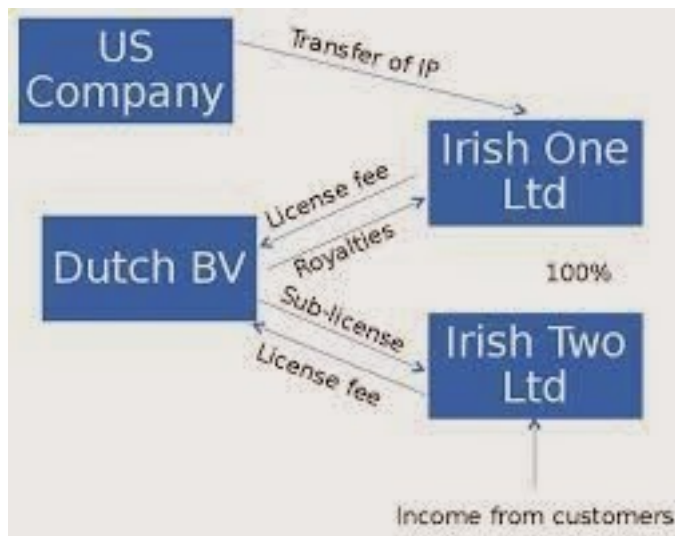 US
Company
Transfer of IP
Irish One
Ltd
License fee
Royalties
Dutch BV
100%
Sub-license
License fee
Irish Two
Ltd
Income from customers